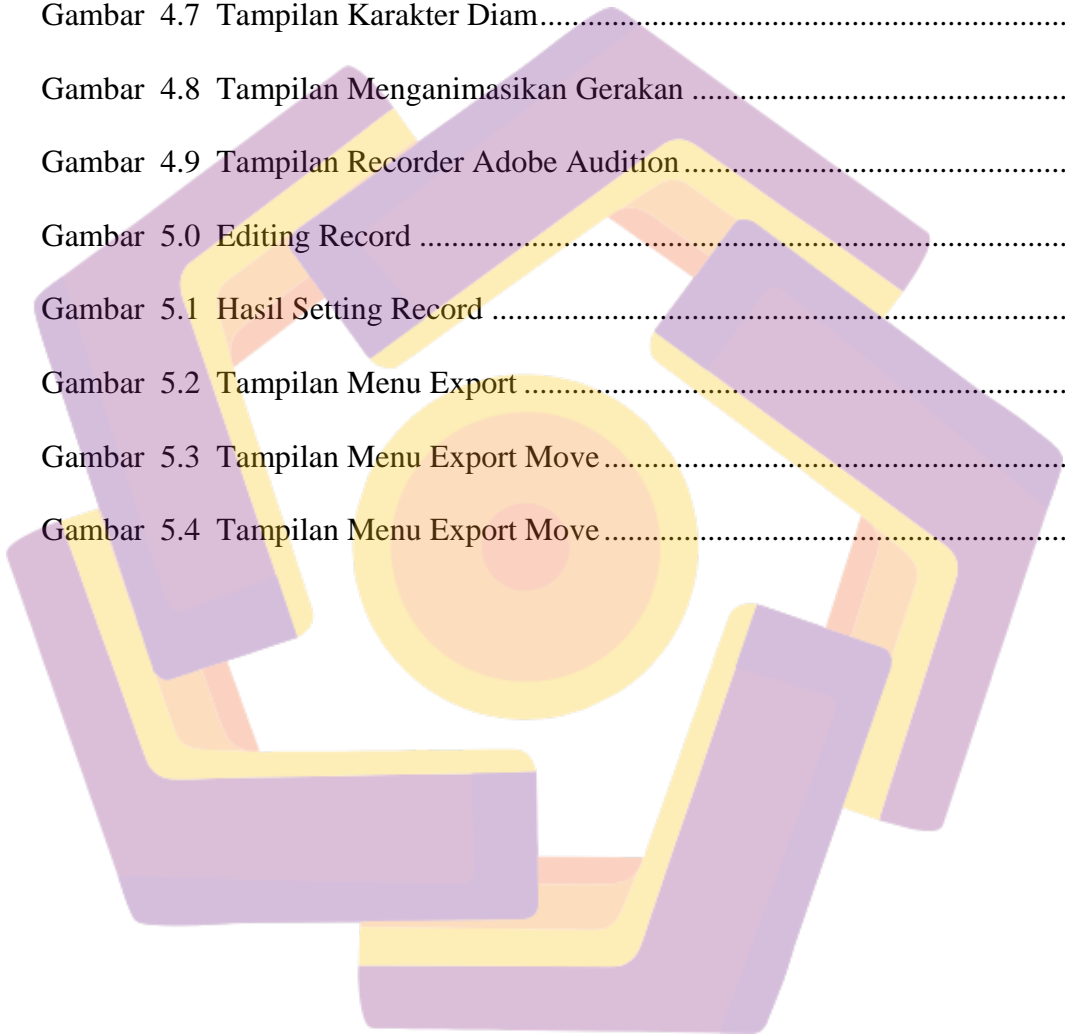 Gambar 4.7 Tampilan Karakter Diam........................................................................
Gambar 4.8 Tampilan Menganimasikan Gerakan ..................................................
Gambar 4.9 Tampilan Recorder Adobe Audition...................................................
Gambar 5.0 Editing Record ....................................................................................
Gambar 5.1 Hasil Setting Record ...........................................................................
Gambar 5.2 Tampilan Menu Export .......................................................................
Gambar 5.3 Tampilan Menu Export Move.............................................................
Gambar 5.4 Tampilan Menu Export Move.............................................................